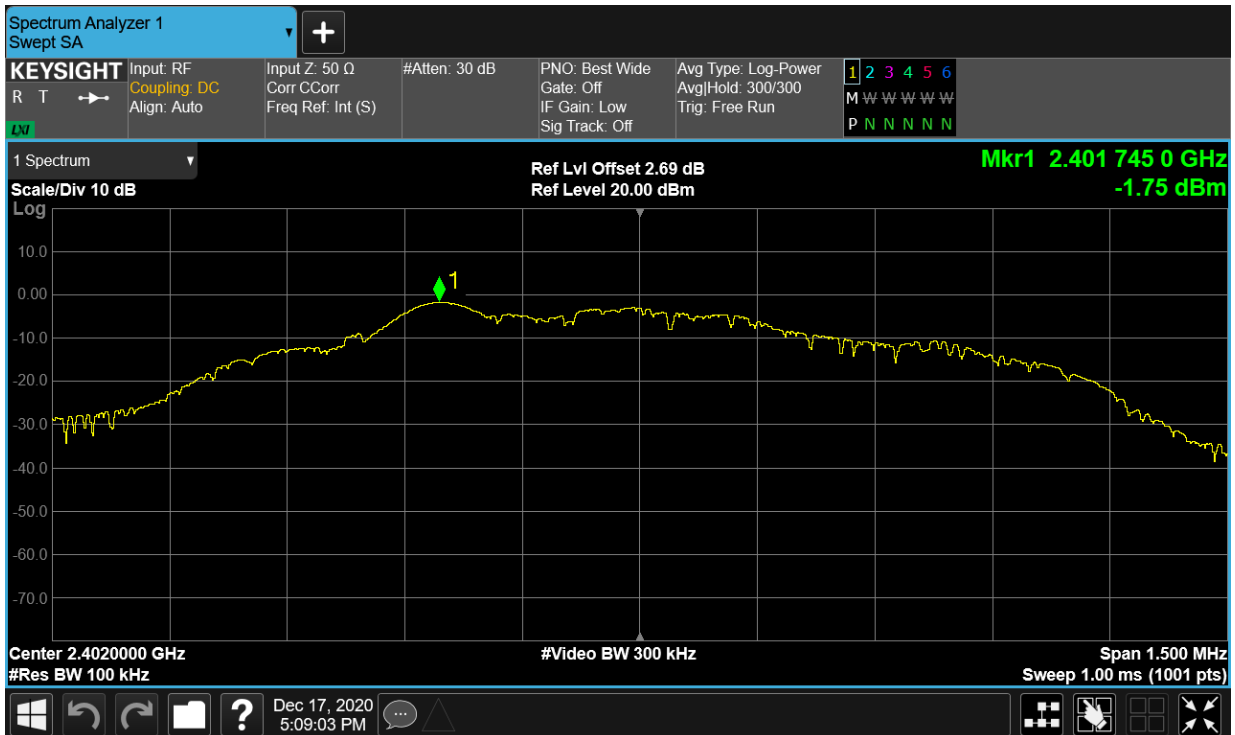 Spectrum Analyzer 1
Swept SA
▼
+
KEYSIGHT
R T
LXI
Input: RF
Coupling: DC
Align: Auto
Input Z: 50 Ω
Corr CCorr
Freq Ref: Int (S)
#Atten: 30 dB
PNO: Best Wide
Gate: Off
IF Gain: Low
Sig Track: Off
Avg Type: Log-Power
Avg|Hold: 300/300
Trig: Free Run
1 2 3 4 5 6
M W W W W W
P N N N N N
1 Spectrum ▼
Scale/Div 10 dB
Log
Ref Lvl Offset 2.69 dB
Ref Level 20.00 dBm
Mkr1 2.401 745 0 GHz
-1.75 dBm
1
10.0
0.00
-10.0
-20.0
-30.0
-40.0
-50.0
-60.0
-70.0
Center 2.4020000 GHz
#Res BW 100 kHz
#Video BW 300 kHz
Span 1.500 MHz
Sweep 1.00 ms (1001 pts)
?
Dec 17, 2020
5:09:03 PM